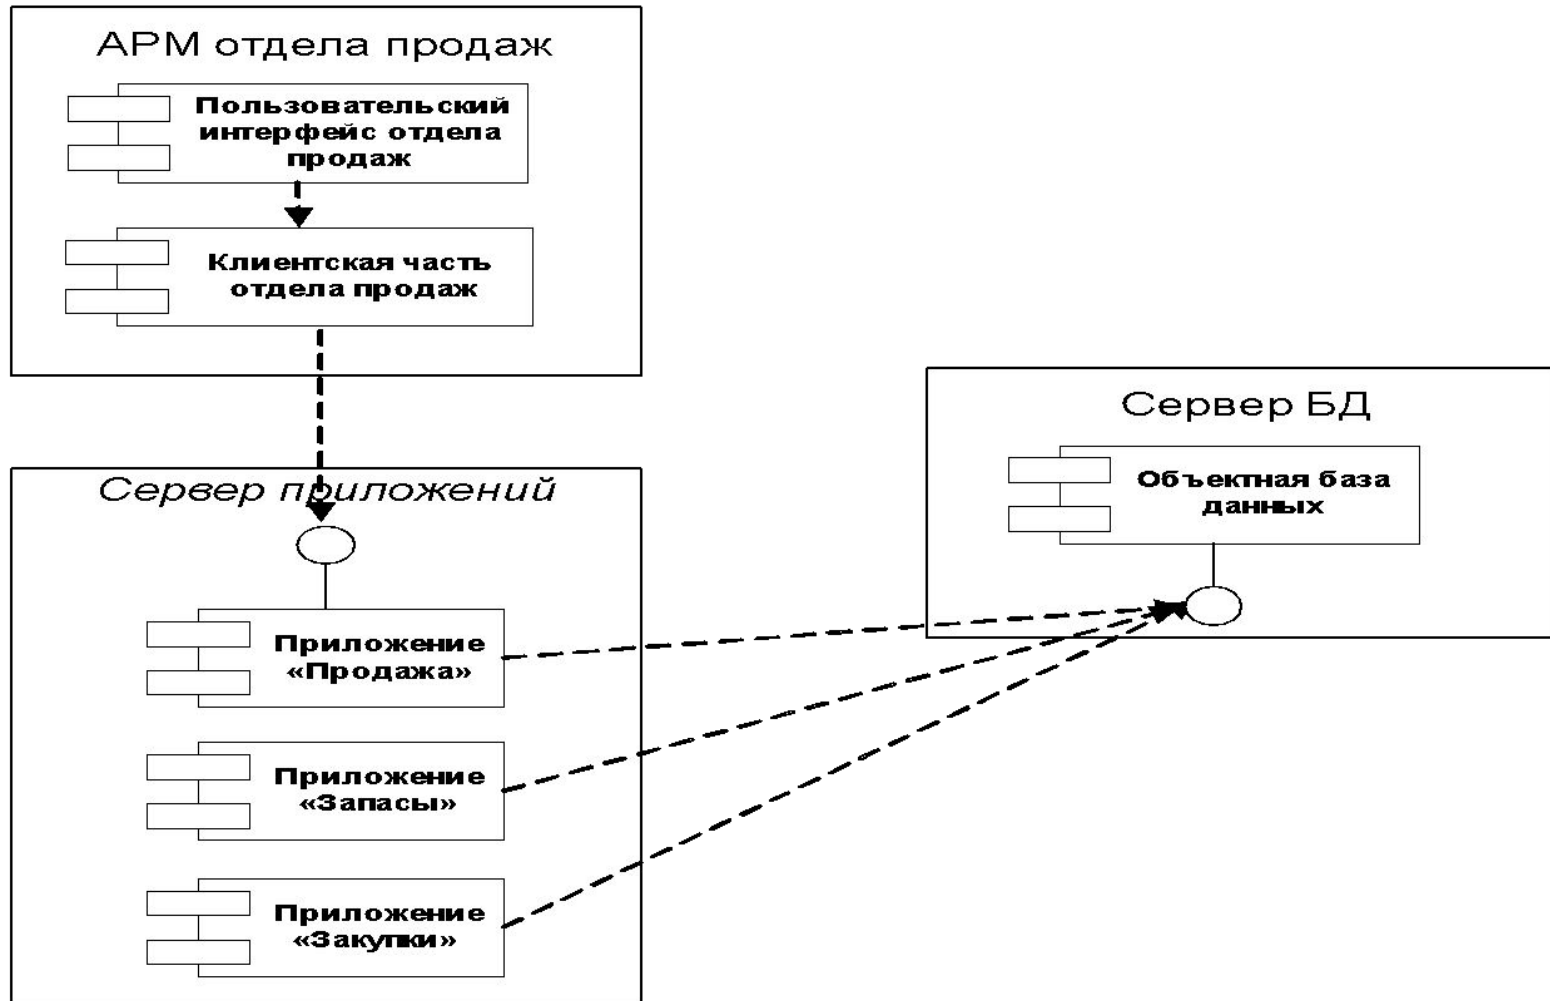 АРМ отдела продаж
Пользовательский
интерфейс отдела
продаж
Клиентская часть
отдела продаж
Сервер приложений
Приложение
«Продажа»
Приложение
«Запасы»
Приложение
«Закупки»
Сервер БД
Объектная база
данных